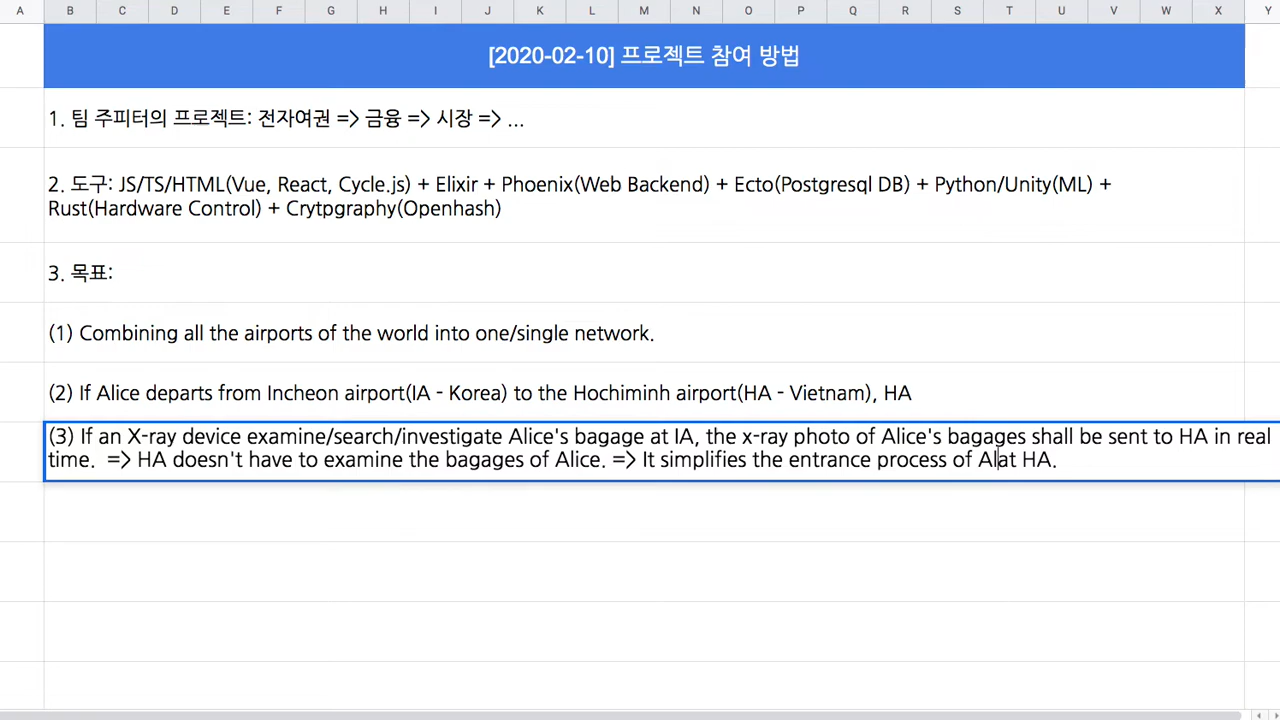 A B C D E F G H I J K L M N O P Q R S T U V W X Y
[2020-02-10] 프로젝트 참여 방법
1. 팀 주피터의 프로젝트: 전자여권 => 금융 => 시장 => ...
2. 도구: JS/TS/HTML(Vue, React, Cycle.js) + Elixir + Phoenix(Web Backend) + Ecto(Postgresql DB) + Python/Unity(ML) +
Rust(Hardware Control) + Crytpgraphy(Openhash)
3. 목표:
(1) Combining all the airports of the world into one/single network.
(2) If Alice departs from Incheon airport(IA - Korea) to the Hochiminh airport(HA - Vietnam), HA
(3) If an X-ray device examine/search/investigate Alice's bagage at IA, the x-ray photo of Alice's bagages shall be sent to HA in real
time.  => HA doesn't have to examine the bagages of Alice. => It simplifies the entrance process of Alat HA.